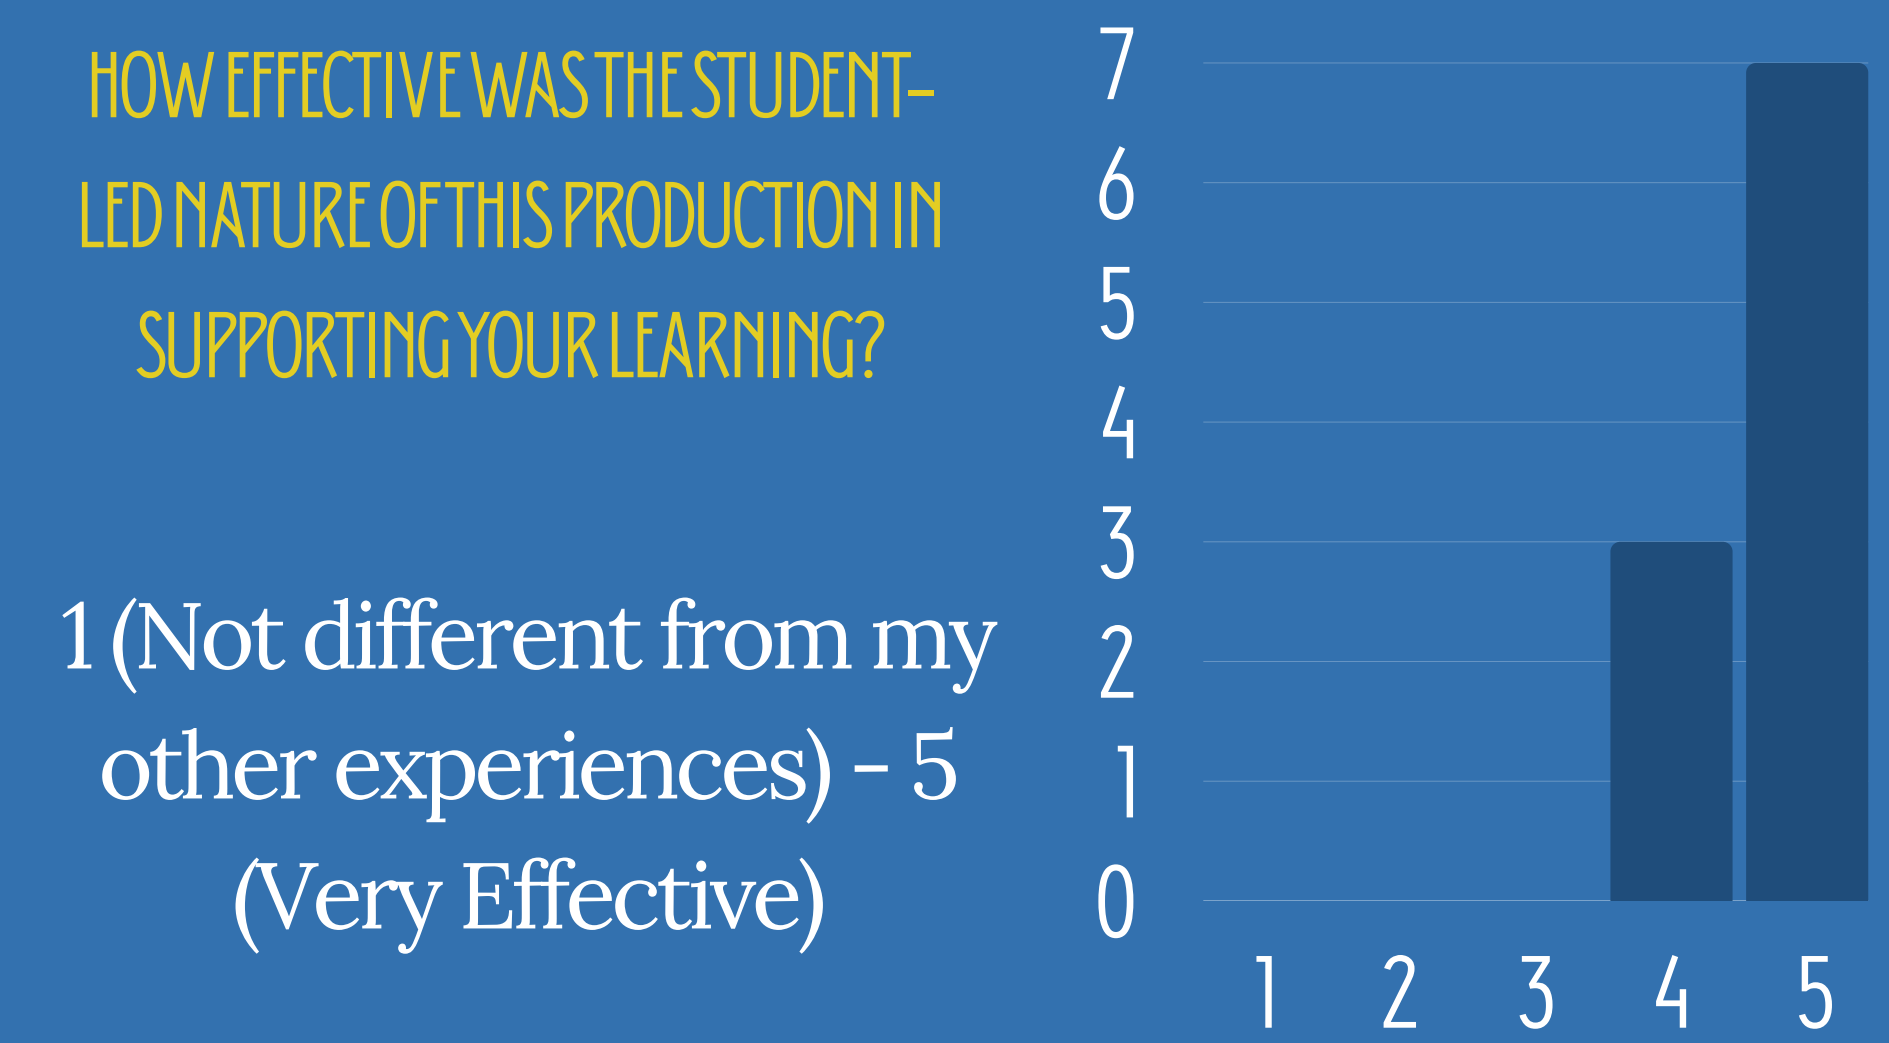 HOW EFFECTIVE WAS THE STUDENT-
LED NATURE OF THIS PRODUCTION IN
SUPPORTING YOUR LEARNING?
1 (Not different from my
other experiences) - 5
(Very Effective)
7
6
5
4
3
2
1
0
1 2 3 4 5